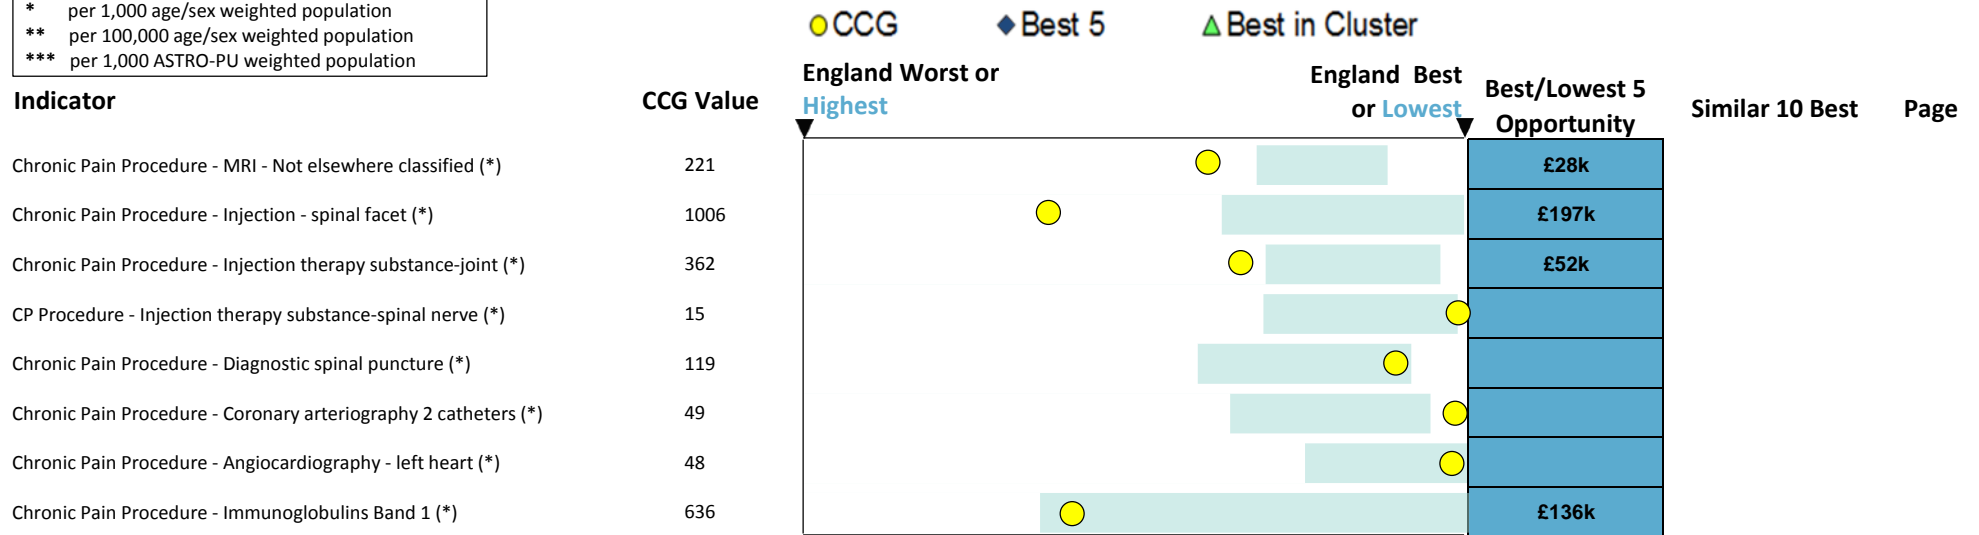 * per 1,000 age/sex weighted population
** per 100,000 age/sex weighted population
*** per 1,000 ASTRO-PU weighted population
CCG Best 5 Best in Cluster
Indicator CCG Value England Worst or Highest England Best or Lowest Best/Lowest 5 Opportunity Similar 10 Best Page
Chronic Pain Procedure - MRI - Not elsewhere classified (*) 221 £28k
Chronic Pain Procedure - Injection - spinal facet (*) 1006 £197k
Chronic Pain Procedure - Injection therapy substance-joint (*) 362 £52k
CP Procedure - Injection therapy substance-spinal nerve (*) 15
Chronic Pain Procedure - Diagnostic spinal puncture (*) 119
Chronic Pain Procedure - Coronary arteriography 2 catheters (*) 49
Chronic Pain Procedure - Angiocardiography - left heart (*) 48
Chronic Pain Procedure - Immunoglobulins Band 1 (*) 636 £136k